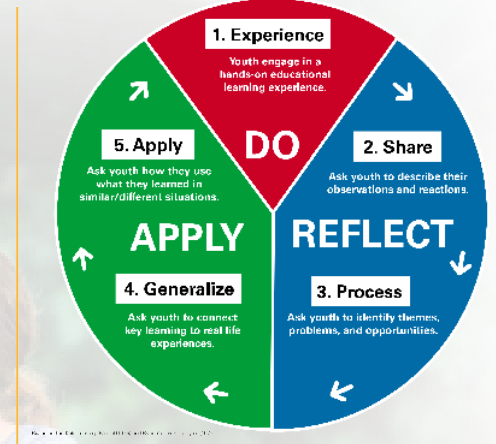 1. Experience
Youth engage in a
hands-on educational
learning experience.
DO
2. Share
Ask youth to describe their
observations and reactions.
REFLECT
3. Process
Ask youth to identify themes,
problems, and opportunities.
4. Generalize
Ask youth to connect
key learning to real life
experiences.
APPLY
5. Apply
Ask youth how they use
what they learned in
similar/different situations.